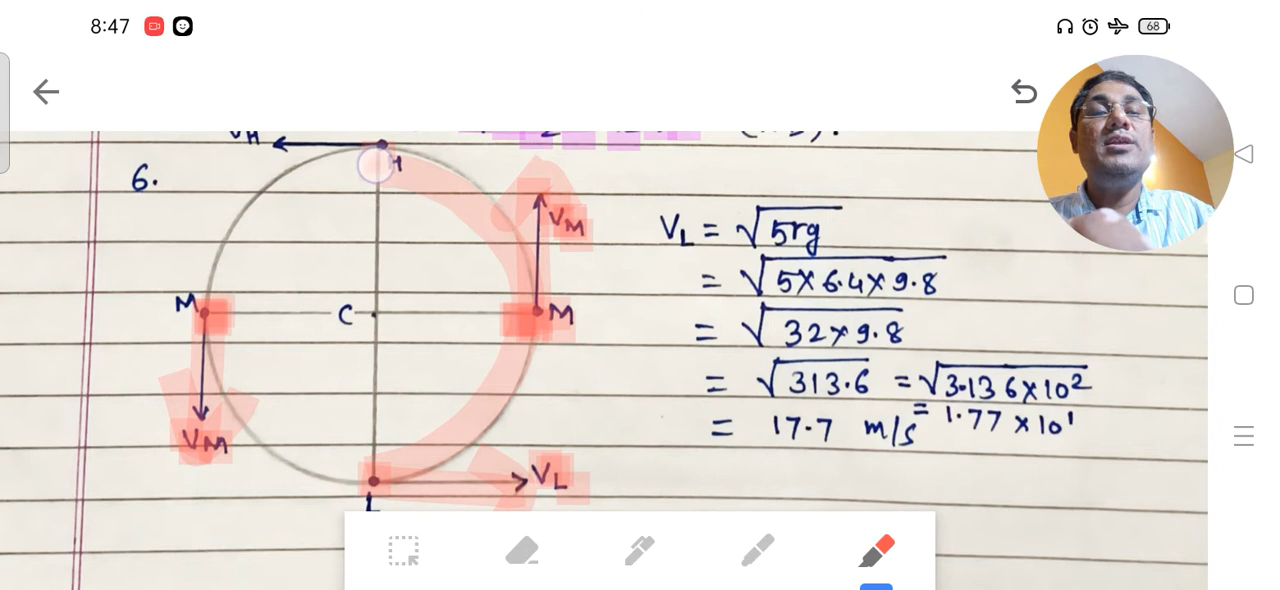 8:47
68
VH
H
6.
VM
VL = √5rg
= √5×6.4×9.8
M
C
M
= √32×9.8
= √313.6 = √3.136×10²
VM
= 17.7 m/s = 1.77×10¹
VL
L